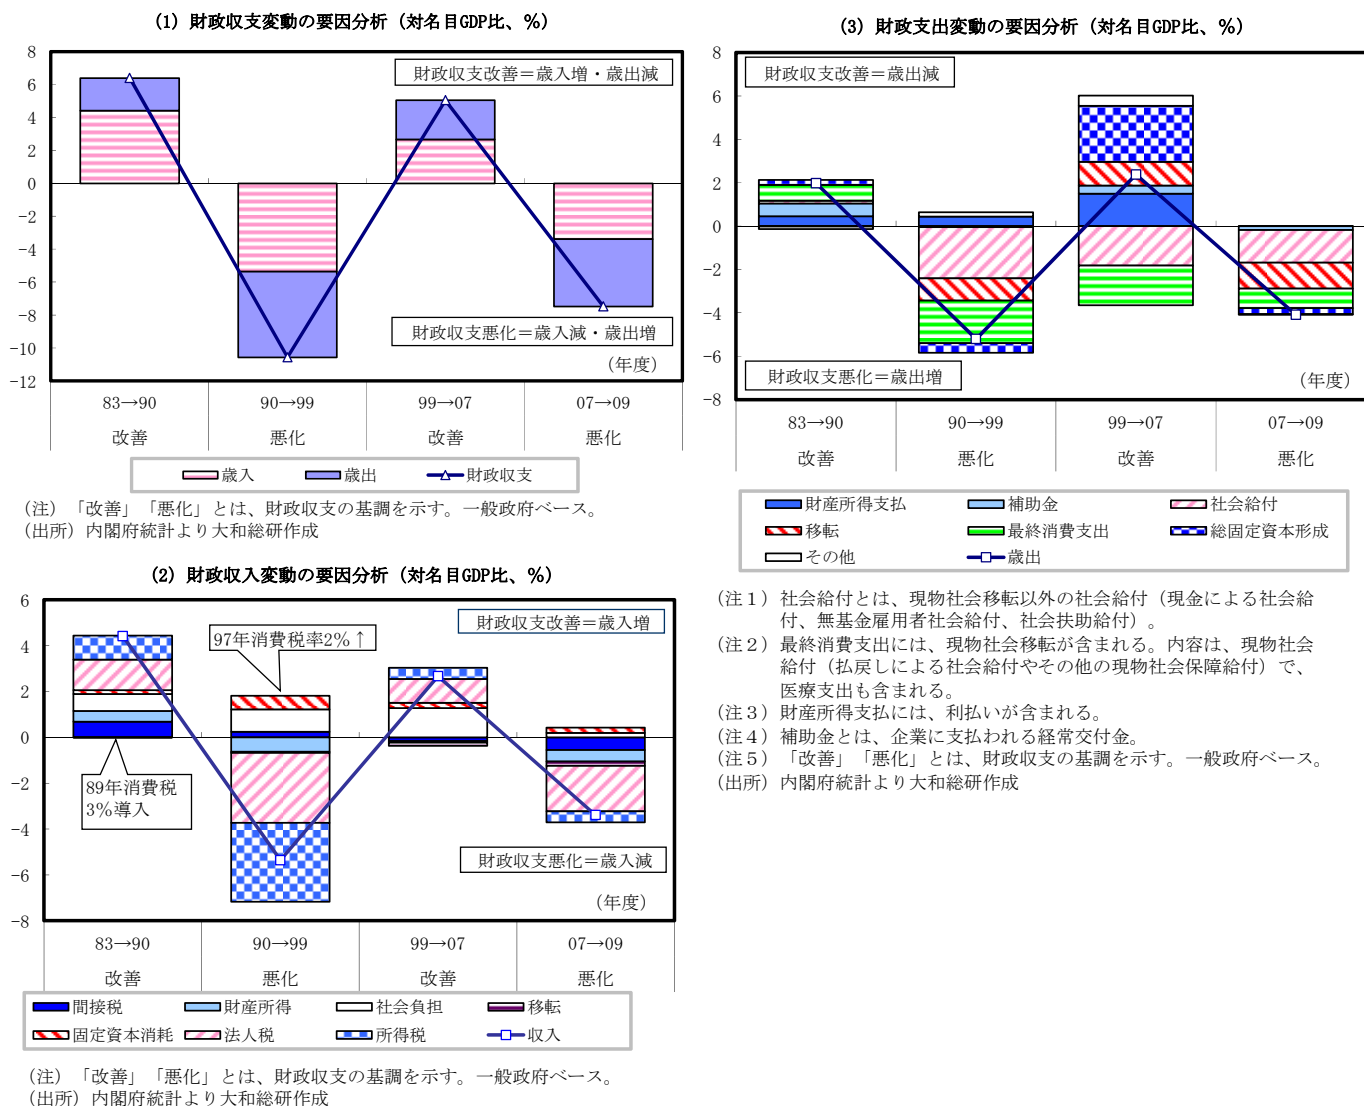 (1) 財政収支変動の要因分析（対名目GDP比、％）
8
6
4
2
0
-2
-4
-6
-8
-10
-12
財政収支改善＝歳入増・歳出減
財政収支悪化＝歳入減・歳出増
（年度）
83→90 90→99 99→07 07→09
改善 悪化 改善 悪化
歳入 歳出 財政収支
（注）「改善」「悪化」とは、財政収支の基調を示す。一般政府ベース。
（出所）内閣府統計より大和総研作成
(2) 財政収入変動の要因分析（対名目GDP比、％）
6
4
2
0
-2
-4
-6
-8
財政収支改善＝歳入増
97年消費税率2％↑
89年消費税
3％導入
財政収支悪化＝歳入減
（年度）
83→90 90→99 99→07 07→09
改善 悪化 改善 悪化
間接税 財産所得 社会負担 移転
固定資本消耗 法人税 所得税 収入
（注）「改善」「悪化」とは、財政収支の基調を示す。一般政府ベース。
（出所）内閣府統計より大和総研作成
(3) 財政支出変動の要因分析（対名目GDP比、％）
8
6
4
2
0
-2
-4
-6
-8
財政収支改善＝歳出減
財政収支悪化＝歳出増
（年度）
83→90 90→99 99→07 07→09
改善 悪化 改善 悪化
財産所得支払 補助金 社会給付
移転 最終消費支出 総固定資本形成
その他 歳出
（注１）社会給付とは、現物社会移転以外の社会給付（現金による社会給
付、無基金雇用者社会給付、社会扶助給付）。
（注２）最終消費支出には、現物社会移転が含まれる。内容は、現物社会
給付（払戻しによる社会給付やその他の現物社会保障給付）で、
医療支出も含まれる。
（注３）財産所得支払には、利払いが含まれる。
（注４）補助金とは、企業に支払われる経常交付金。
（注５）「改善」「悪化」とは、財政収支の基調を示す。一般政府ベース。
（出所）内閣府統計より大和総研作成